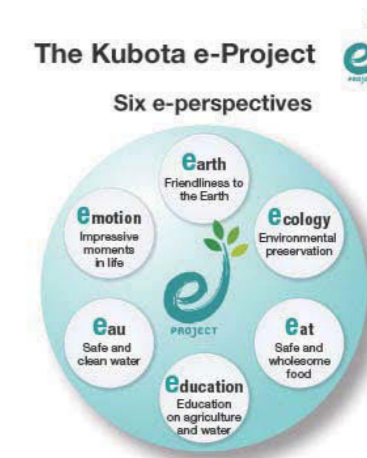 The Kubota e-Project
e
PROJECT
Six e-perspectives
earth
Friendliness to
the Earth
emotion
Impressive
moments
in life
ecology
Environmental
preservation
e
PROJECT
eau
Safe and
clean water
eat
Safe and
wholesome
food
education
Education
on agriculture
and water